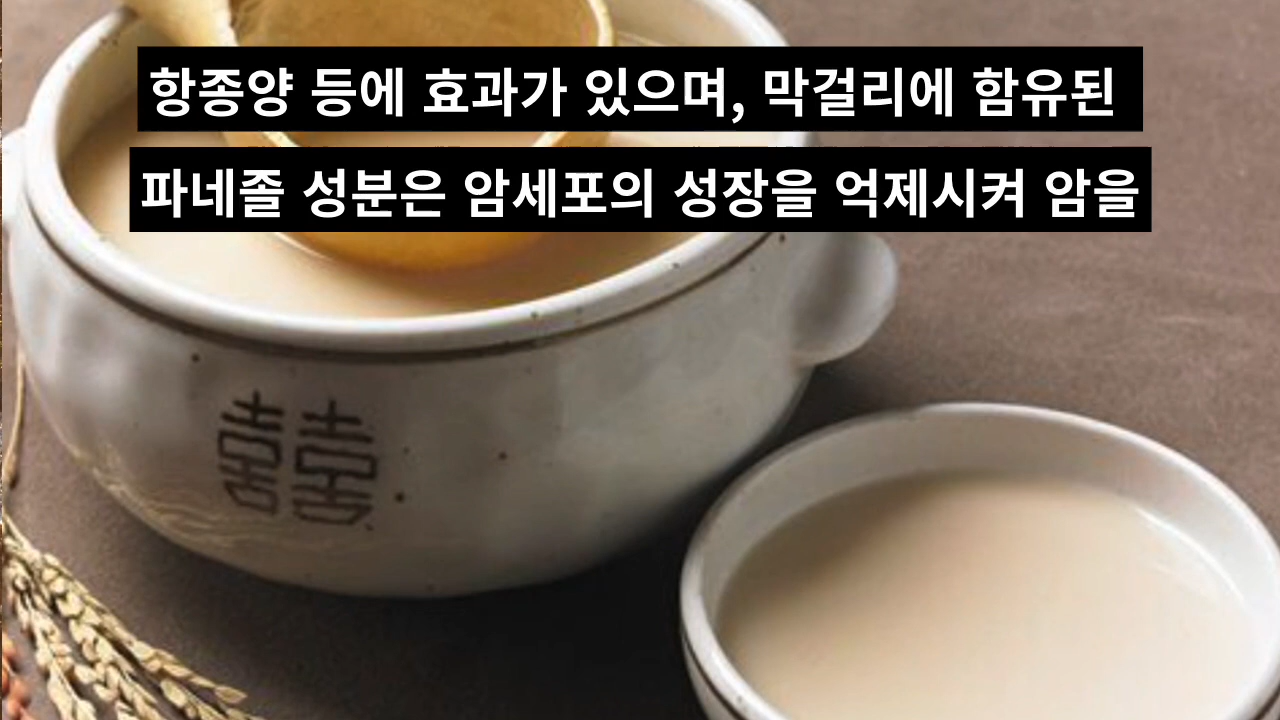 항종양 등에 효과가 있으며, 막걸리에 함유된
파네졸 성분은 암세포의 성장을 억제시켜 암을
囍